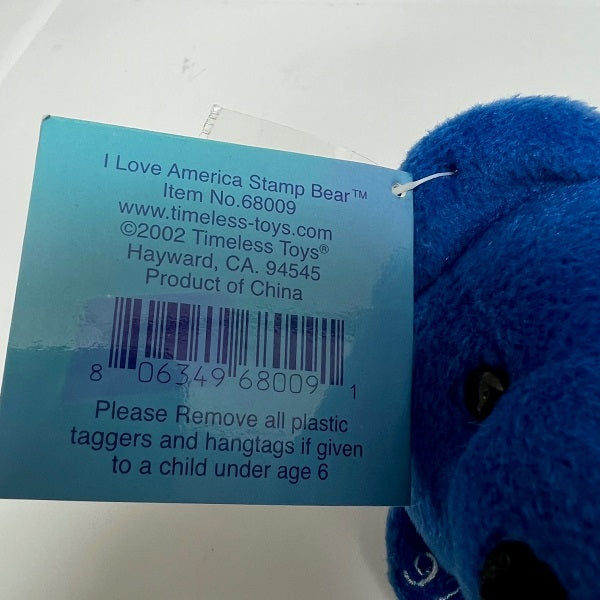 I Love America Stamp Bear™
Item No.68009
www.timeless-toys.com
©2002 Timeless Toys®
Hayward, CA. 94545
Product of China
8 06349 68009 1
Please Remove all plastic
taggers and hangtags if given
to a child under age 6